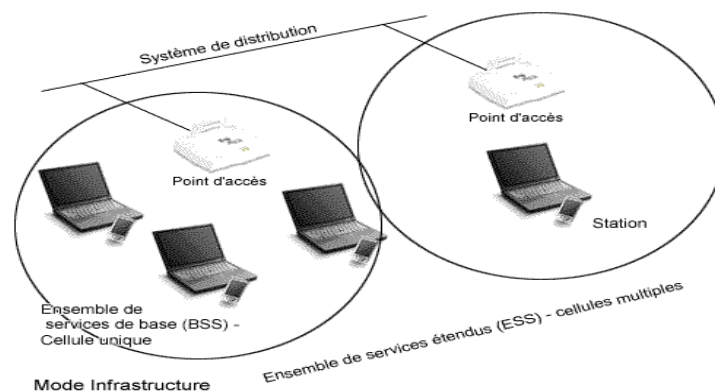 Système de distribution
Point d'accès
Point d'accès
Station
Ensemble de
services de base (BSS) -
Cellule unique
Ensemble de services étendus (ESS) - cellules multiples
Mode Infrastructure